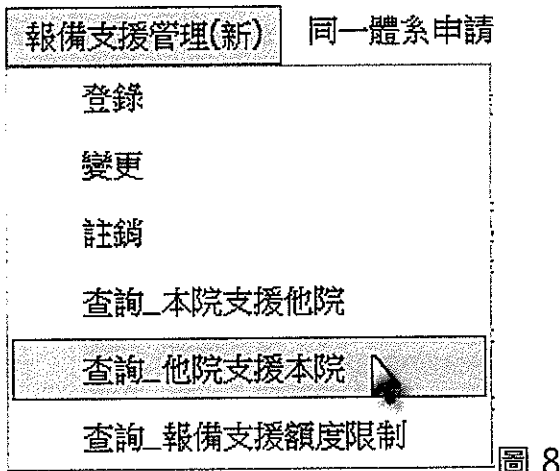 報備支援管理(新) 同一體系申請
登錄
變更
註銷
查詢_本院支援他院
查詢_他院支援本院
查詢_報備支援額度限制
圖 8